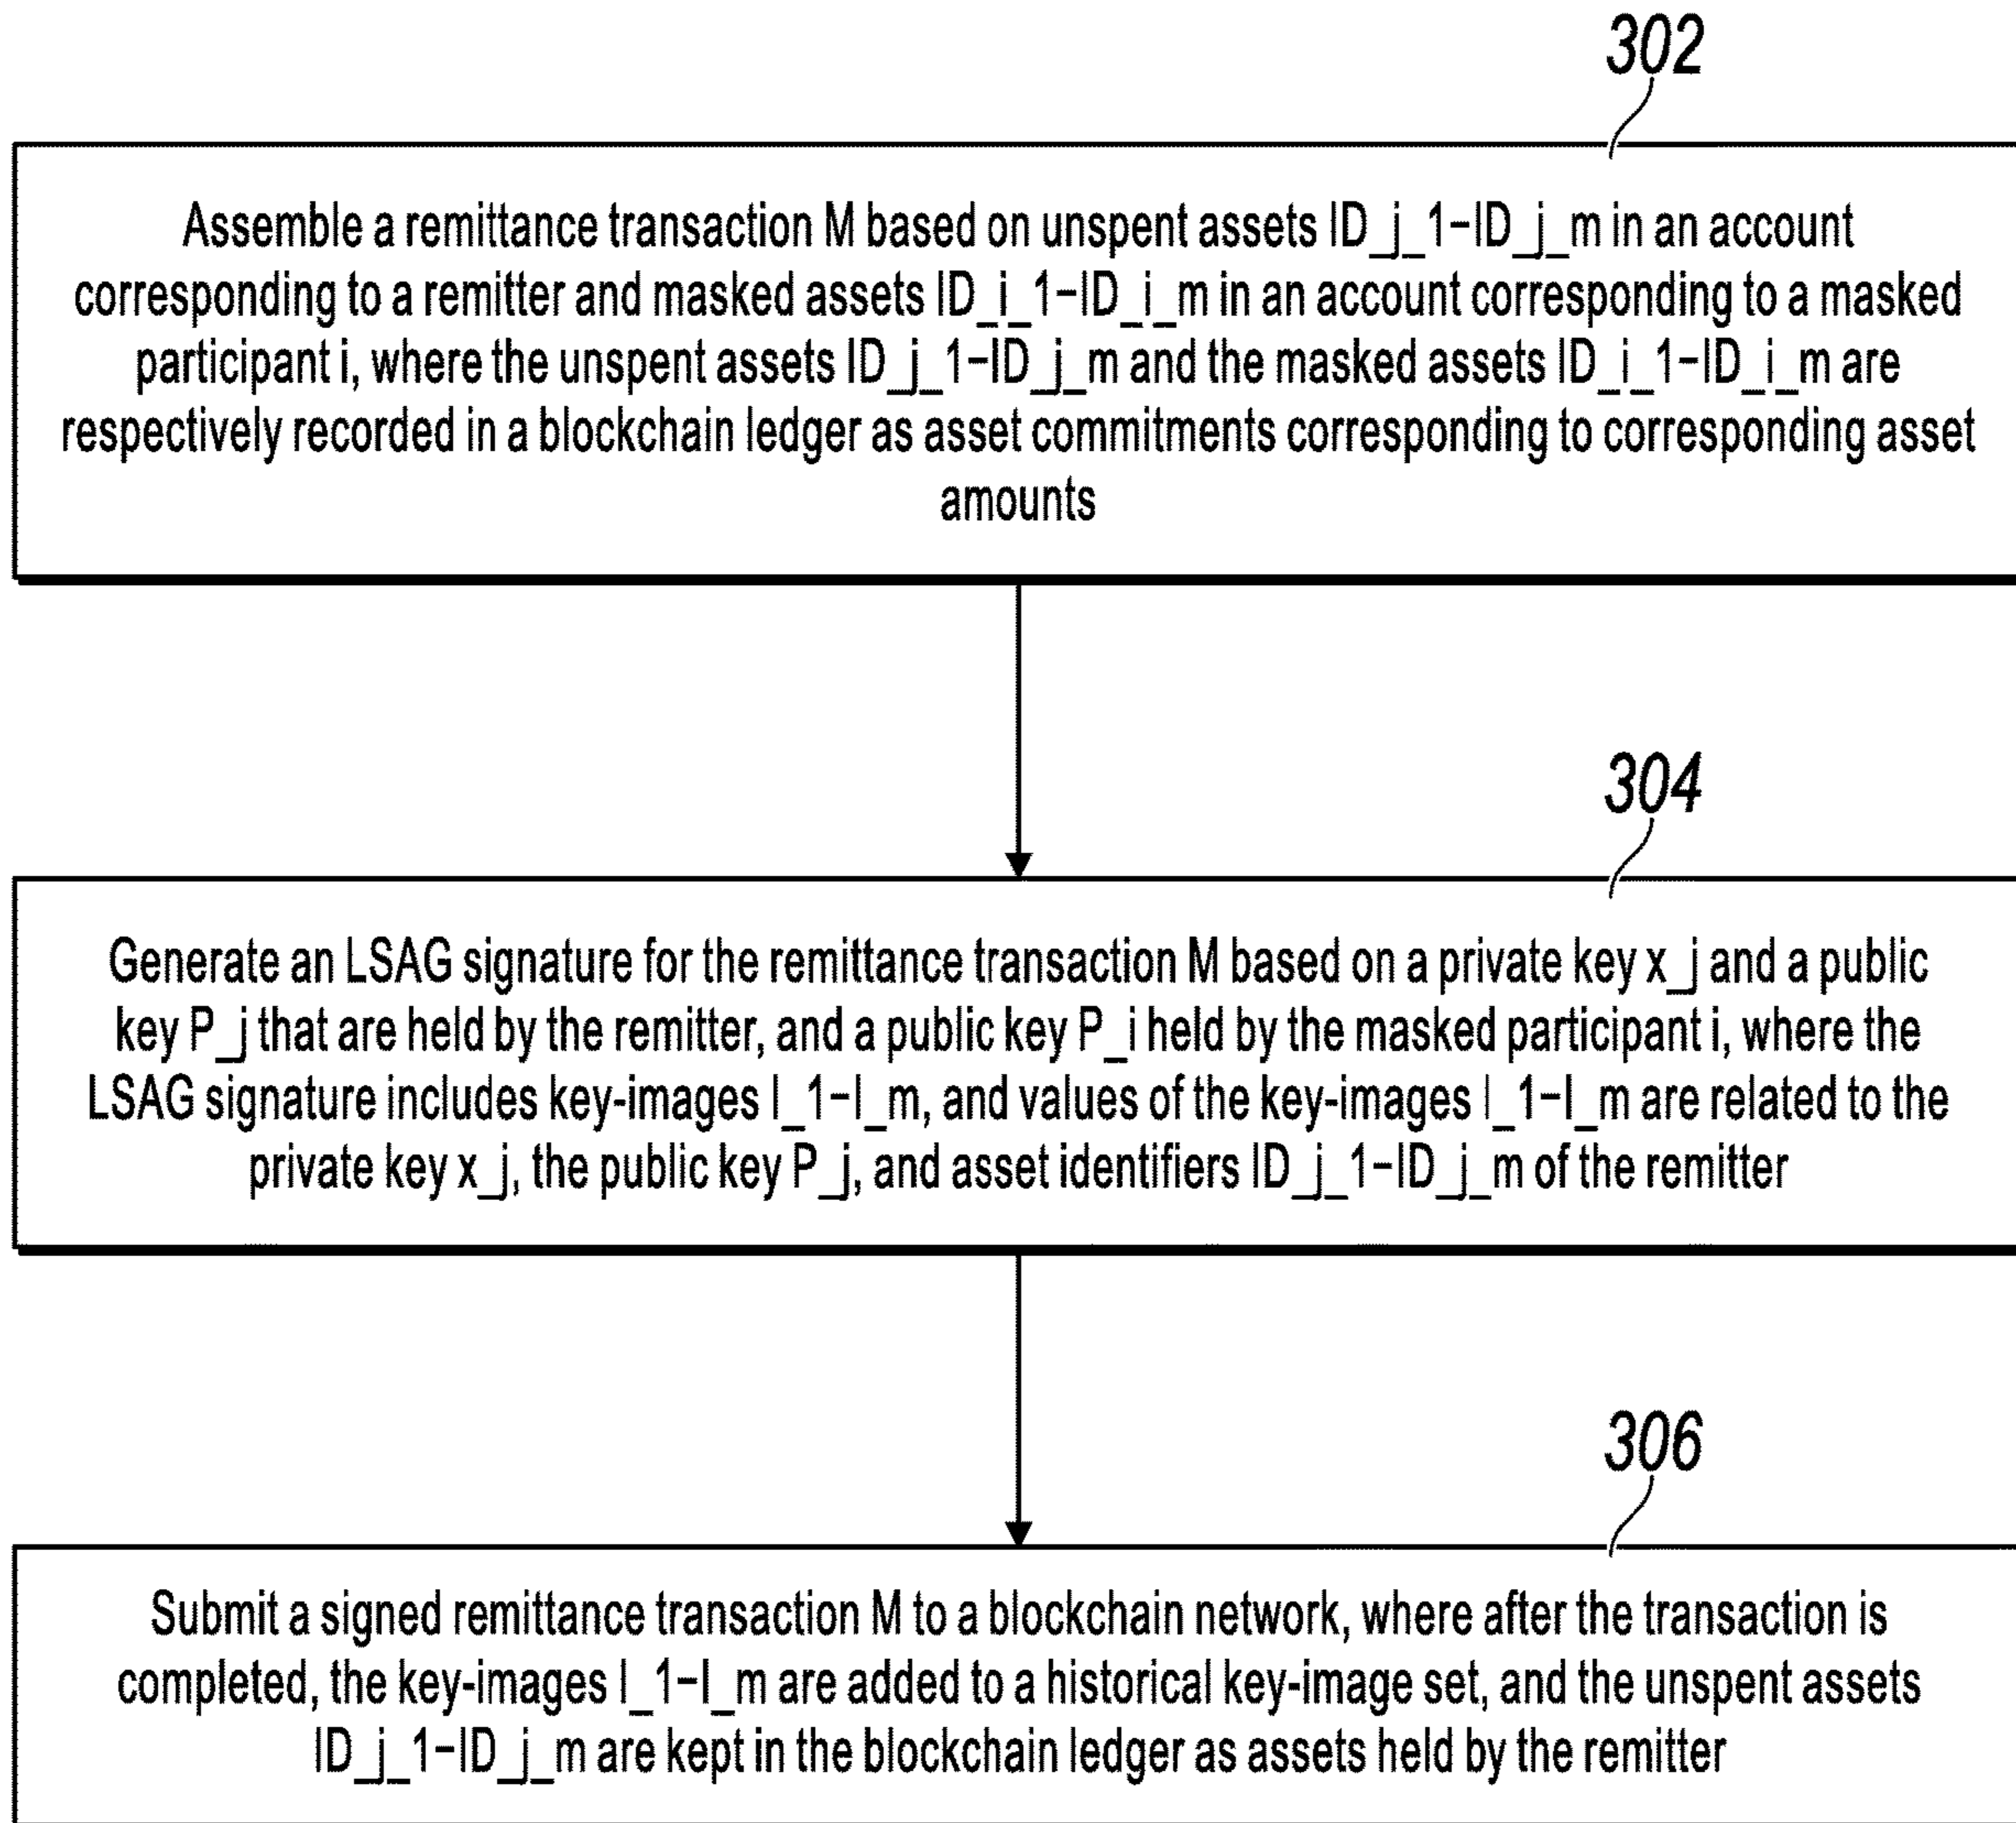 302
Assemble a remittance transaction M based on unspent assets ID_j_1-ID_j_m in an account
corresponding to a remitter and masked assets ID_i_1-ID_i_m in an account corresponding to a masked
participant i, where the unspent assets ID_j_1-ID_j_m and the masked assets ID_i_1-ID_i_m are
respectively recorded in a blockchain ledger as asset commitments corresponding to corresponding asset
amounts
304
Generate an LSAG signature for the remittance transaction M based on a private key x_j and a public
key P_j that are held by the remitter, and a public key P_i held by the masked participant i, where the
LSAG signature includes key-images I_1-I_m, and values of the key-images I_1-I_m are related to the
private key x_j, the public key P_j, and asset identifiers ID_j_1-ID_j_m of the remitter
306
Submit a signed remittance transaction M to a blockchain network, where after the transaction is
completed, the key-images I_1-I_m are added to a historical key-image set, and the unspent assets
ID_j_1-ID_j_m are kept in the blockchain ledger as assets held by the remitter